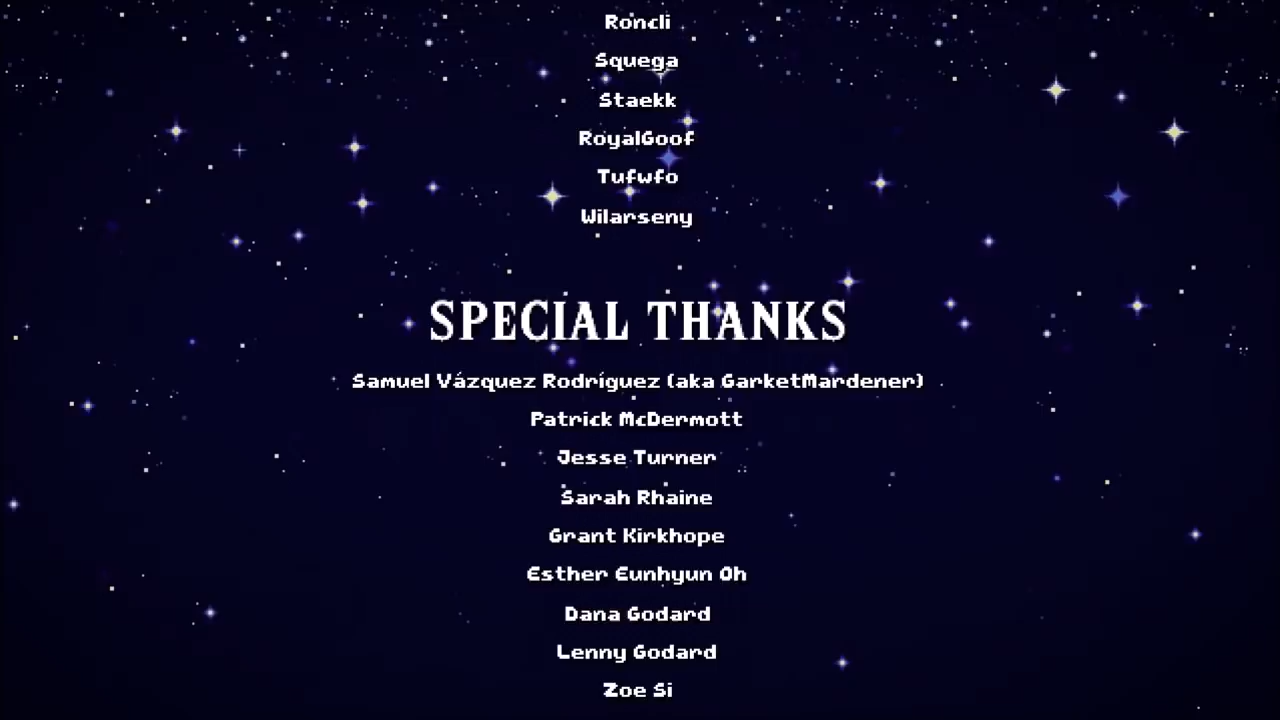 Roncli
Squega
Staekk
RoyalGoof
Tufwfo
Wilarseny
SPECIAL THANKS
Samuel Vázquez Rodríguez (aka GarketMardener)
Patrick McDermott
Jesse Turner
Sarah Rhaine
Grant Kirkhope
Esther Eunhyun Oh
Dana Godard
Lenny Godard
Zoe Si